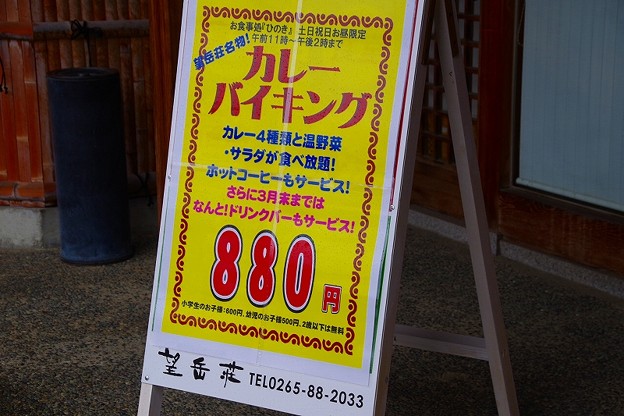 お食事処『ひのき』 土日祝日お昼限定
午前11時～午後2時まで
望岳荘名物!
カレー
バイキング
カレー4種類と温野菜
・サラダが食べ放題!
ホットコーヒーもサービス!
さらに3月末までは
なんと!ドリンクバーもサービス!
880円
小学生のお子様:600円、幼児のお子様500円、2歳以下は無料
望岳荘 TEL0265-88-2033